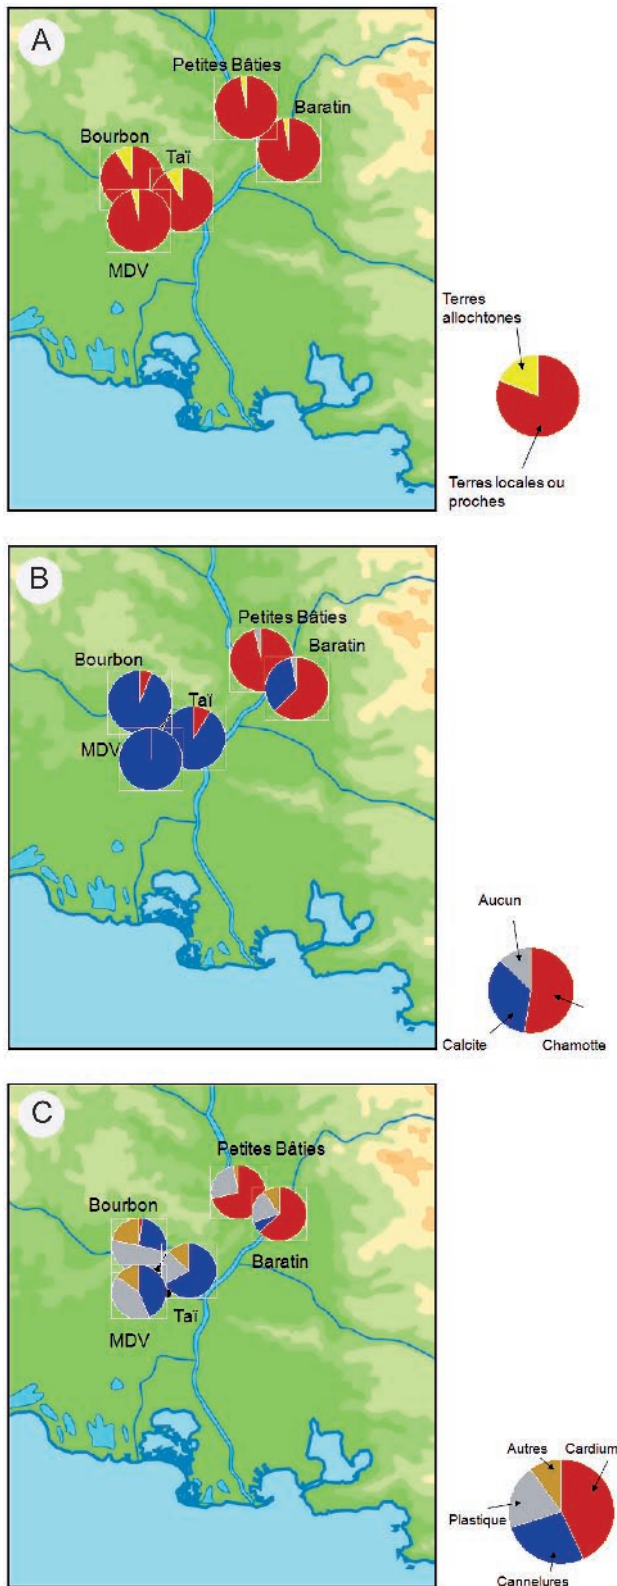 A
Petites Bâties
Baratin
Bourbon
Taï
MDV
Terres
allochtones
Terres locales ou
proches
B
Petites Bâties
Baratin
Bourbon
Taï
MDV
Aucun
Calcite
Chamotte
C
Petites Bâties
Bourbon
Baratin
Taï
MDV
Autres
Cardium
Plastique
Cannelures